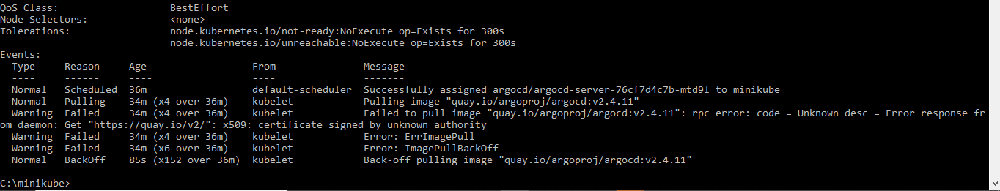 QoS Class:                   BestEffort
Node-Selectors:              <none>
Tolerations:                 node.kubernetes.io/not-ready:NoExecute op=Exists for 300s
                             node.kubernetes.io/unreachable:NoExecute op=Exists for 300s
Events:
  Type     Reason     Age                   From               Message
  ----     ------     ----                  ----               -------
  Normal   Scheduled  36m                   default-scheduler  Successfully assigned argocd/argocd-server-76cf7d4c7b-mtd9l to minikube
  Normal   Pulling    34m (x4 over 36m)     kubelet            Pulling image "quay.io/argoproj/argocd:v2.4.11"
  Warning  Failed     34m (x4 over 36m)     kubelet            Failed to pull image "quay.io/argoproj/argocd:v2.4.11": rpc error: code = Unknown desc = Error response fr
om daemon: Get "https://quay.io/v2/": x509: certificate signed by unknown authority
  Warning  Failed     34m (x4 over 36m)     kubelet            Error: ErrImagePull
  Warning  Failed     34m (x6 over 36m)     kubelet            Error: ImagePullBackOff
  Normal   BackOff    85s (x152 over 36m)   kubelet            Back-off pulling image "quay.io/argoproj/argocd:v2.4.11"
C:\minikube>